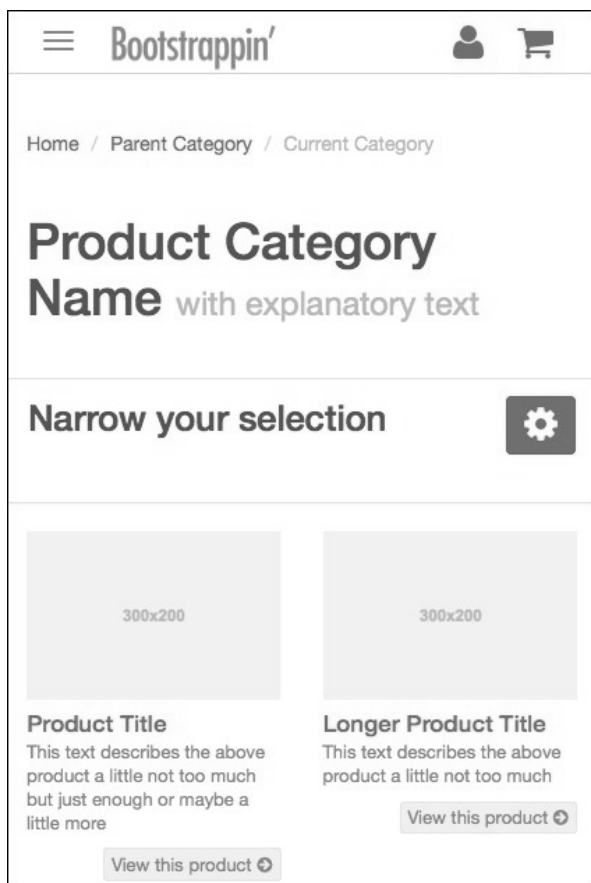 Bootstrappin'
Home / Parent Category / Current Category
Product Category
Name with explanatory text
Narrow your selection
300x200
Product Title
This text describes the above
product a little not too much
but just enough or maybe a
little more
View this product
300x200
Longer Product Title
This text describes the above
product a little not too much
View this product